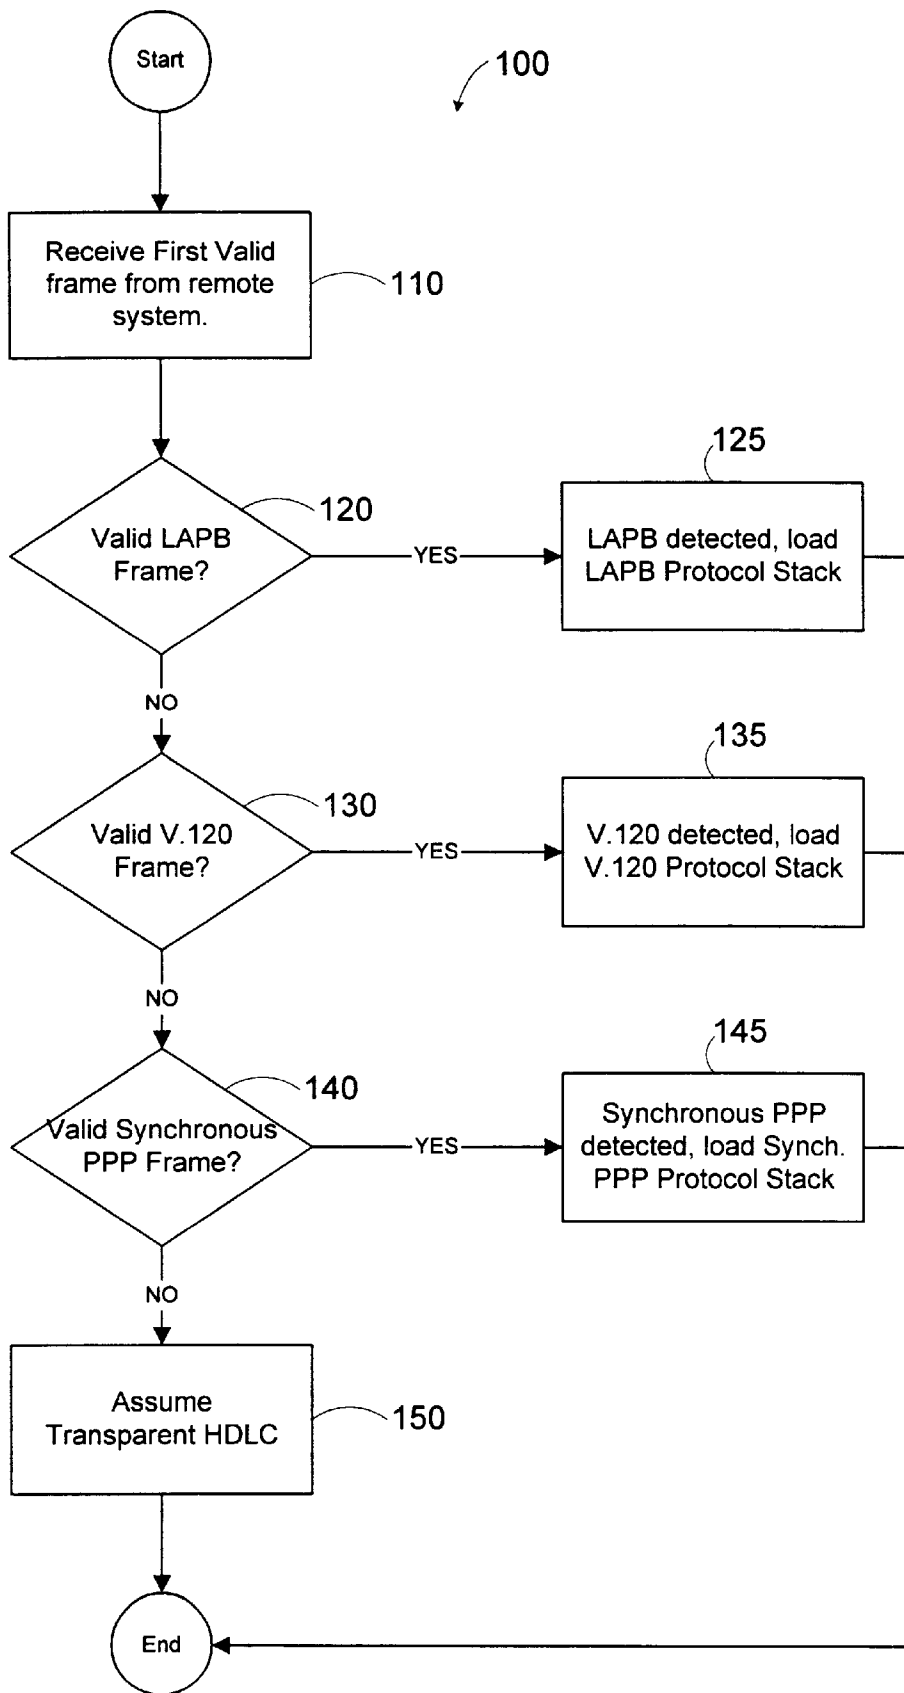 Start
100
Receive First Valid
frame from remote
system.
110
Valid LAPB
Frame?
120
YES
125
LAPB detected, load
LAPB Protocol Stack
NO
Valid V.120
Frame?
130
YES
135
V.120 detected, load
V.120 Protocol Stack
NO
Valid Synchronous
PPP Frame?
140
YES
145
Synchronous PPP
detected, load Synch.
PPP Protocol Stack
NO
Assume
Transparent HDLC
150
End